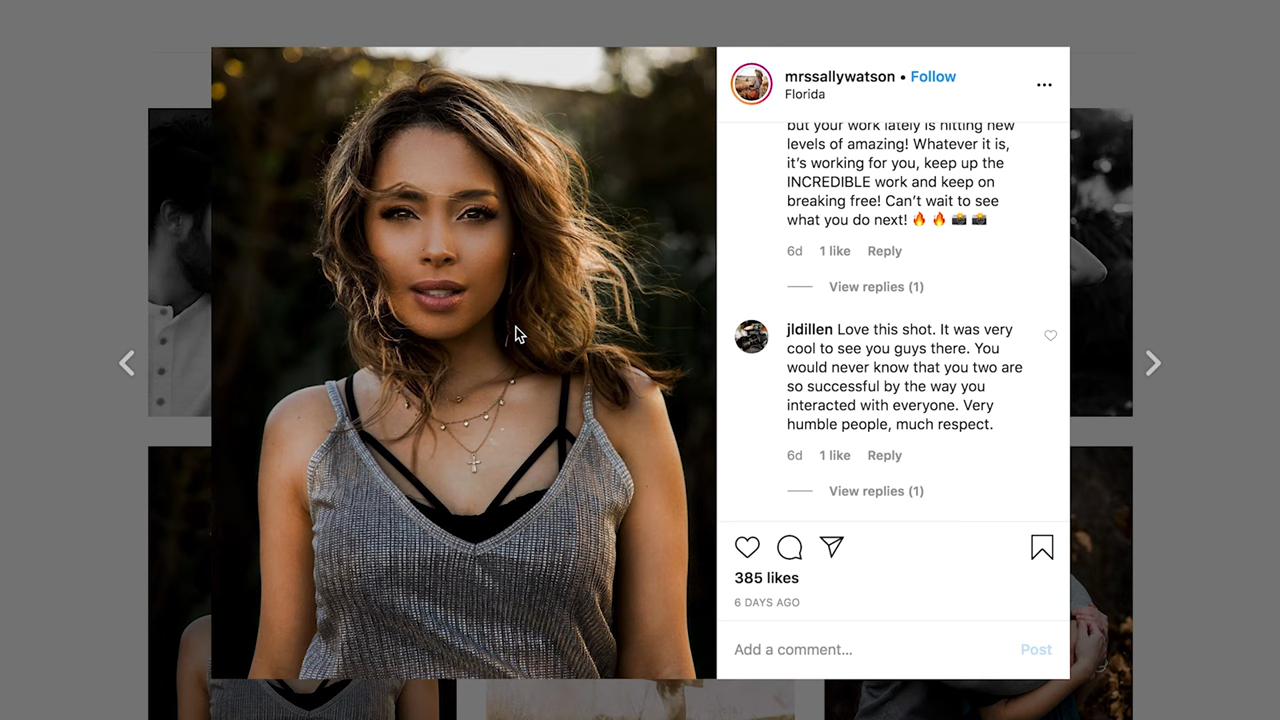 mrssallywatson • Follow
Florida
but your work lately is hitting new
levels of amazing! Whatever it is,
it's working for you, keep up the
INCREDIBLE work and keep on
breaking free! Can't wait to see
what you do next! 🔥 🔥 📸 📸
6d 1 like Reply
View replies (1)
jldillen Love this shot. It was very
cool to see you guys there. You
would never know that you two are
so successful by the way you
interacted with everyone. Very
humble people, much respect.
6d 1 like Reply
View replies (1)
385 likes
6 DAYS AGO
Add a comment... Post